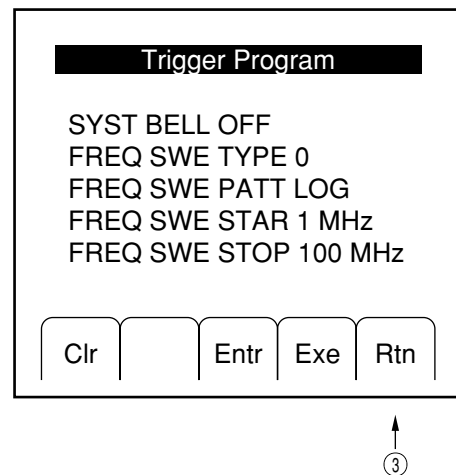 Trigger Program
SYST BELL OFF
FREQ SWE TYPE 0
FREQ SWE PATT LOG
FREQ SWE STAR 1 MHz
FREQ SWE STOP 100 MHz
Clr Entr Exe Rtn
③